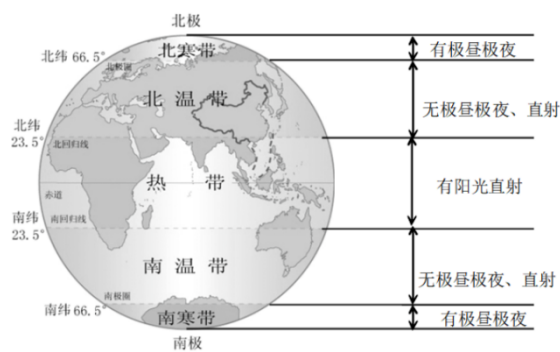 北极
北寒带
北纬 66.5°
北极圈
有极昼极夜
北温带
无极昼极夜、直射
北纬
23.5°
北回归线
热带
有阳光直射
赤道
南纬
23.5°
南回归线
南温带
无极昼极夜、直射
南极圈
南纬 66.5°
南寒带
有极昼极夜
南极